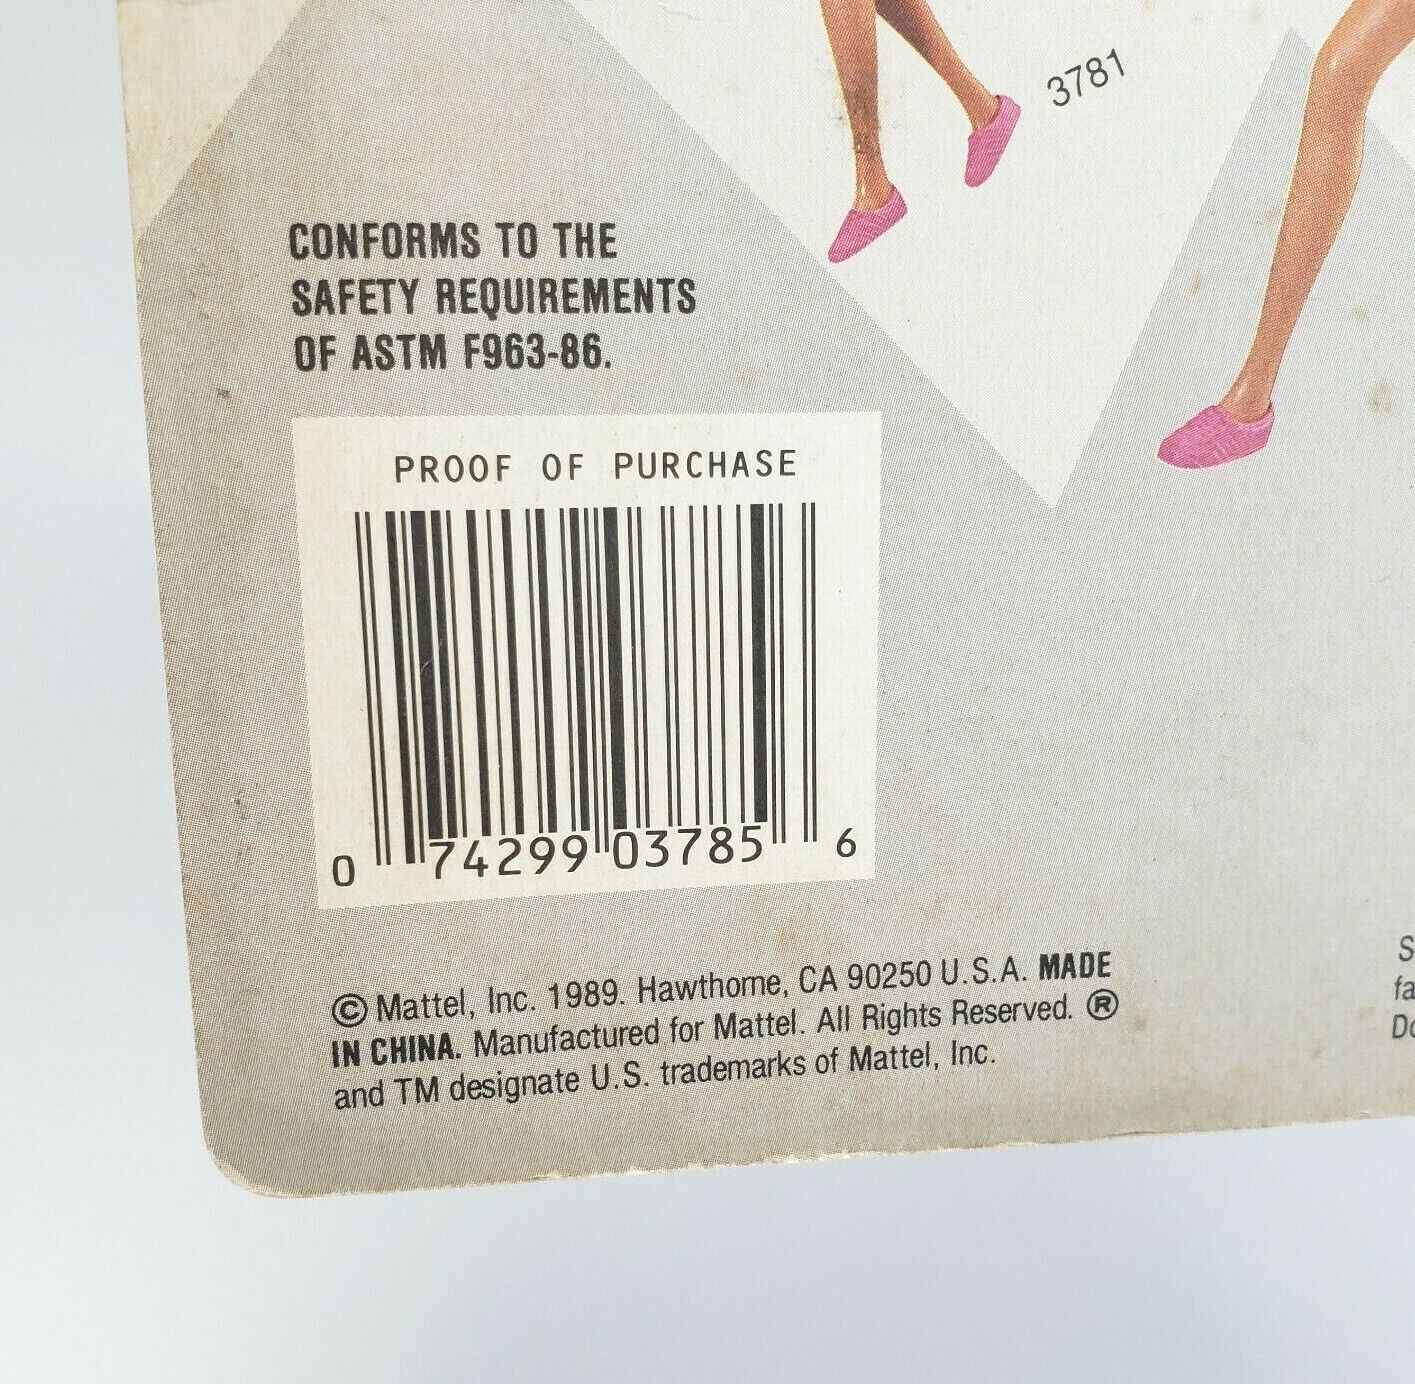 3781
CONFORMS TO THE
SAFETY REQUIREMENTS
OF ASTM F963-86.
PROOF OF PURCHASE
0 74299 03785 6
© Mattel, Inc. 1989. Hawthorne, CA 90250 U.S.A. MADE
IN CHINA. Manufactured for Mattel. All Rights Reserved. ®
and TM designate U.S. trademarks of Mattel, Inc.